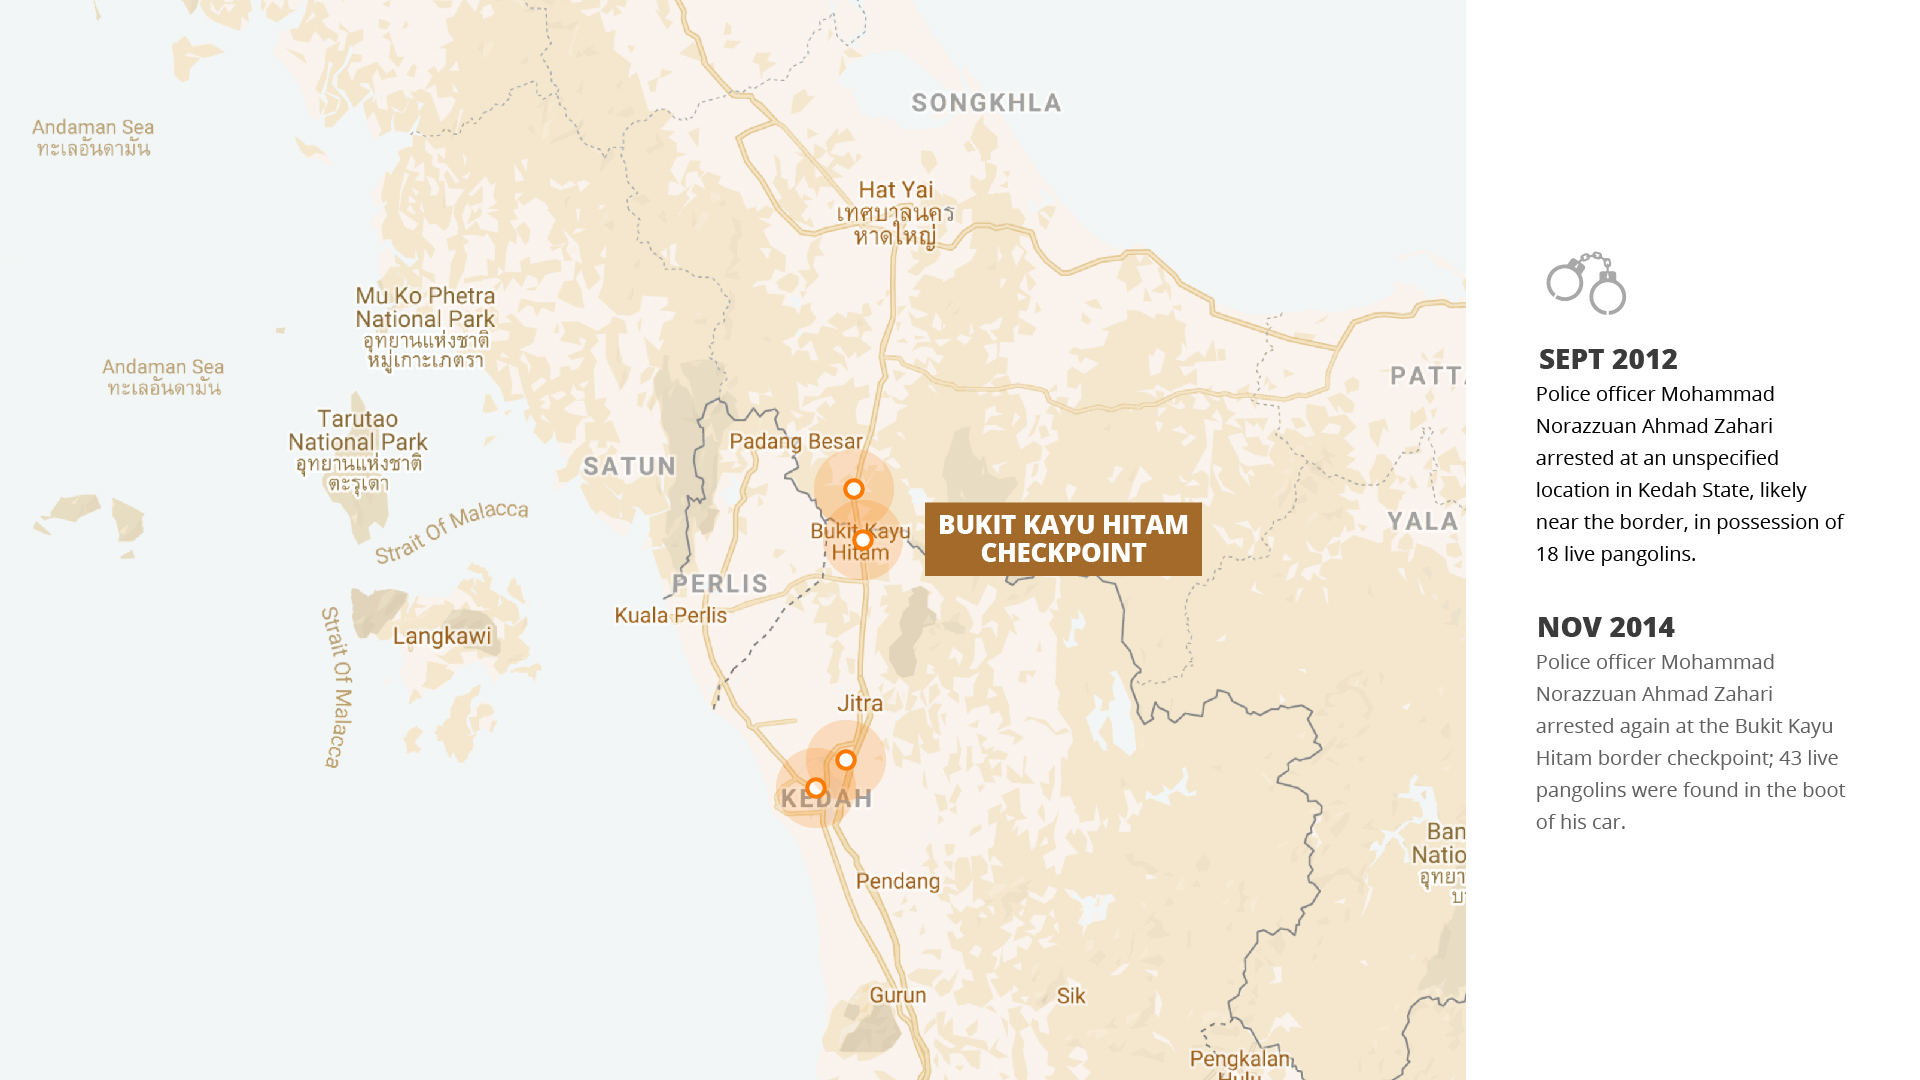 SONGKHLA
Andaman Sea
ทะเลอันดามัน
Hat Yai
เทศบาลนคร
หาดใหญ่
Mu Ko Phetra
National Park
อุทยานแห่งชาติ
หมู่เกาะเภตรา
Andaman Sea
ทะเลอันดามัน
PATTA
Tarutao
National Park
อุทยานแห่งชาติ
ตะรุเตา
Padang Besar
SATUN
Strait Of Malacca
Bukit Kayu
Hitam
BUKIT KAYU HITAM
CHECKPOINT
YALA
PERLIS
Kuala Perlis
Langkawi
Strait Of Malacca
Jitra
KEDAH
Pendang
Ban
Natio
อุทยา
บา
Gurun
Sik
Pengkalan
Hulu
SEPT 2012
Police officer Mohammad
Norazzuan Ahmad Zahari
arrested at an unspecified
location in Kedah State, likely
near the border, in possession of
18 live pangolins.
NOV 2014
Police officer Mohammad
Norazzuan Ahmad Zahari
arrested again at the Bukit Kayu
Hitam border checkpoint; 43 live
pangolins were found in the boot
of his car.